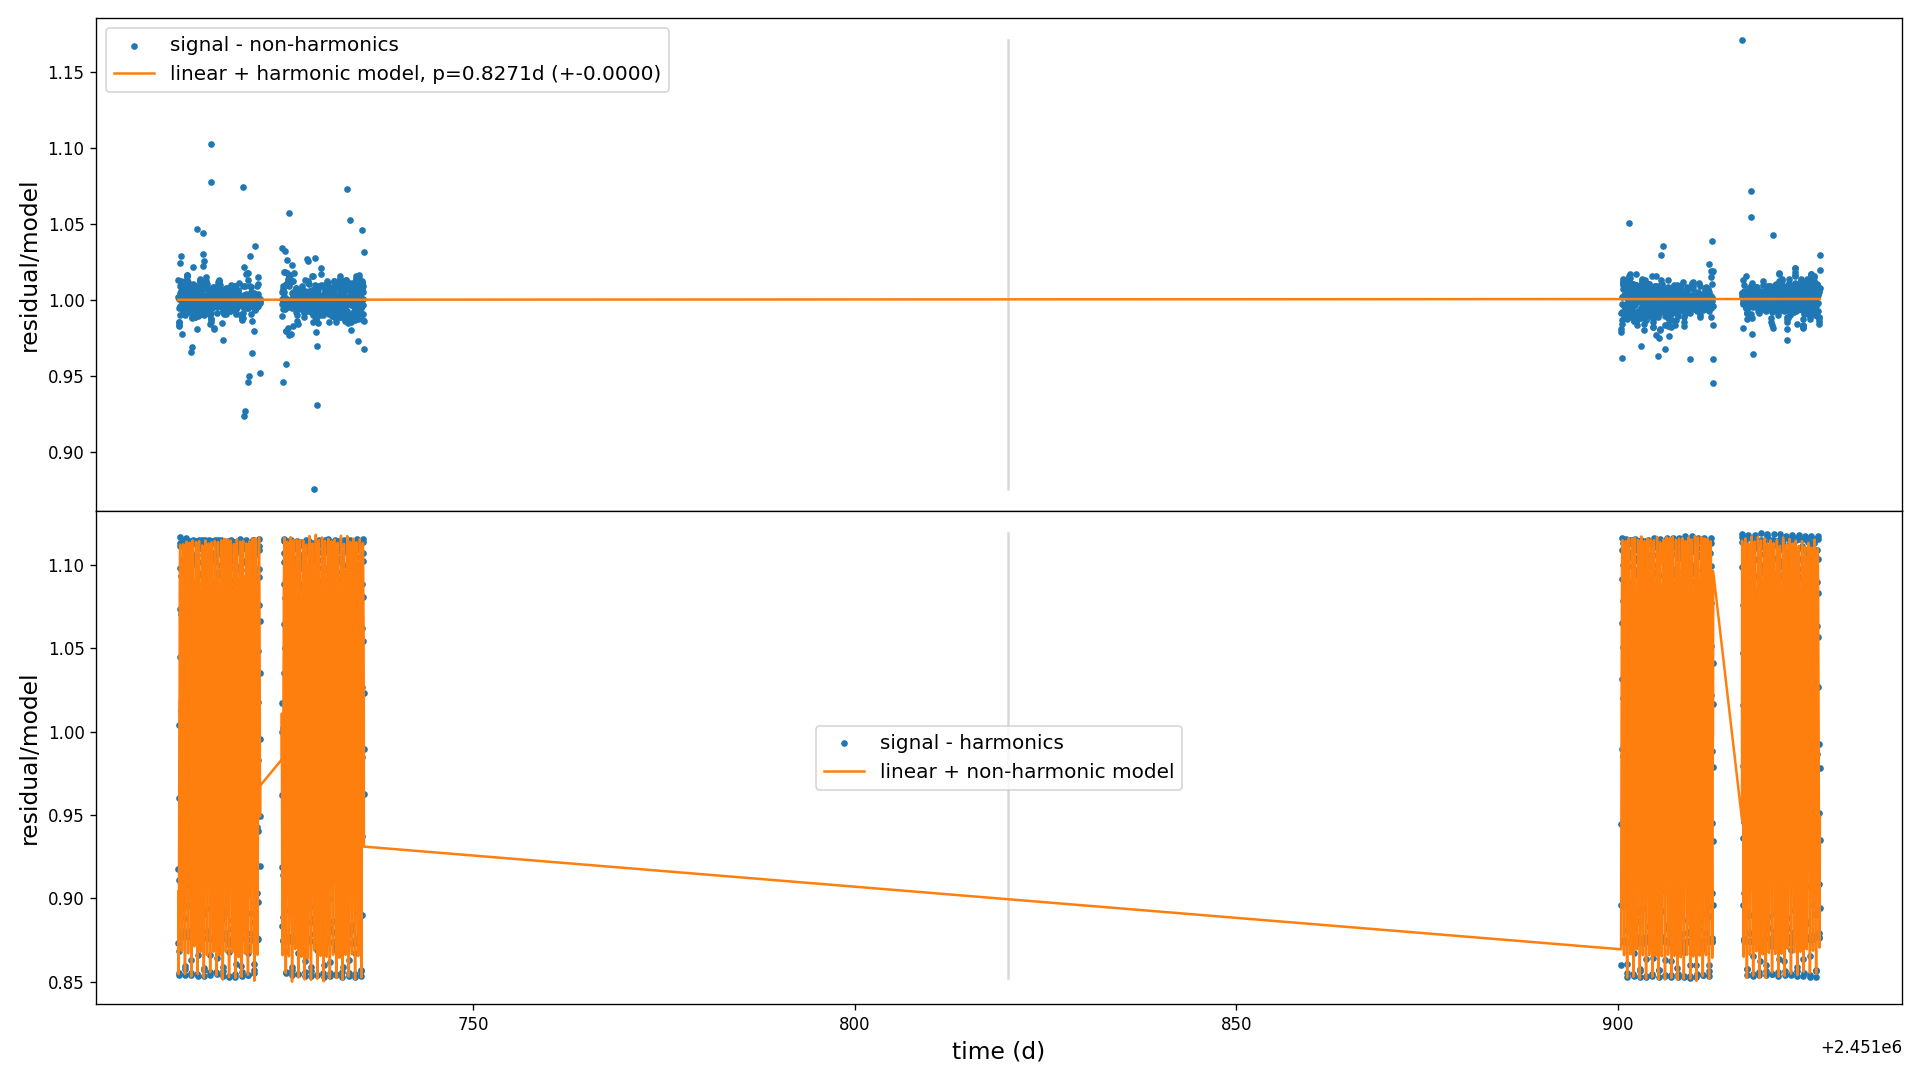 signal - non-harmonics
linear + harmonic model, p=0.8271d (+-0.0000)
1.15
1.10
1.05
1.00
0.95
0.90
residual/model
1.10
1.05
1.00
0.95
0.90
0.85
residual/model
signal - harmonics
linear + non-harmonic model
750
800
850
900
time (d)
+2.451e6